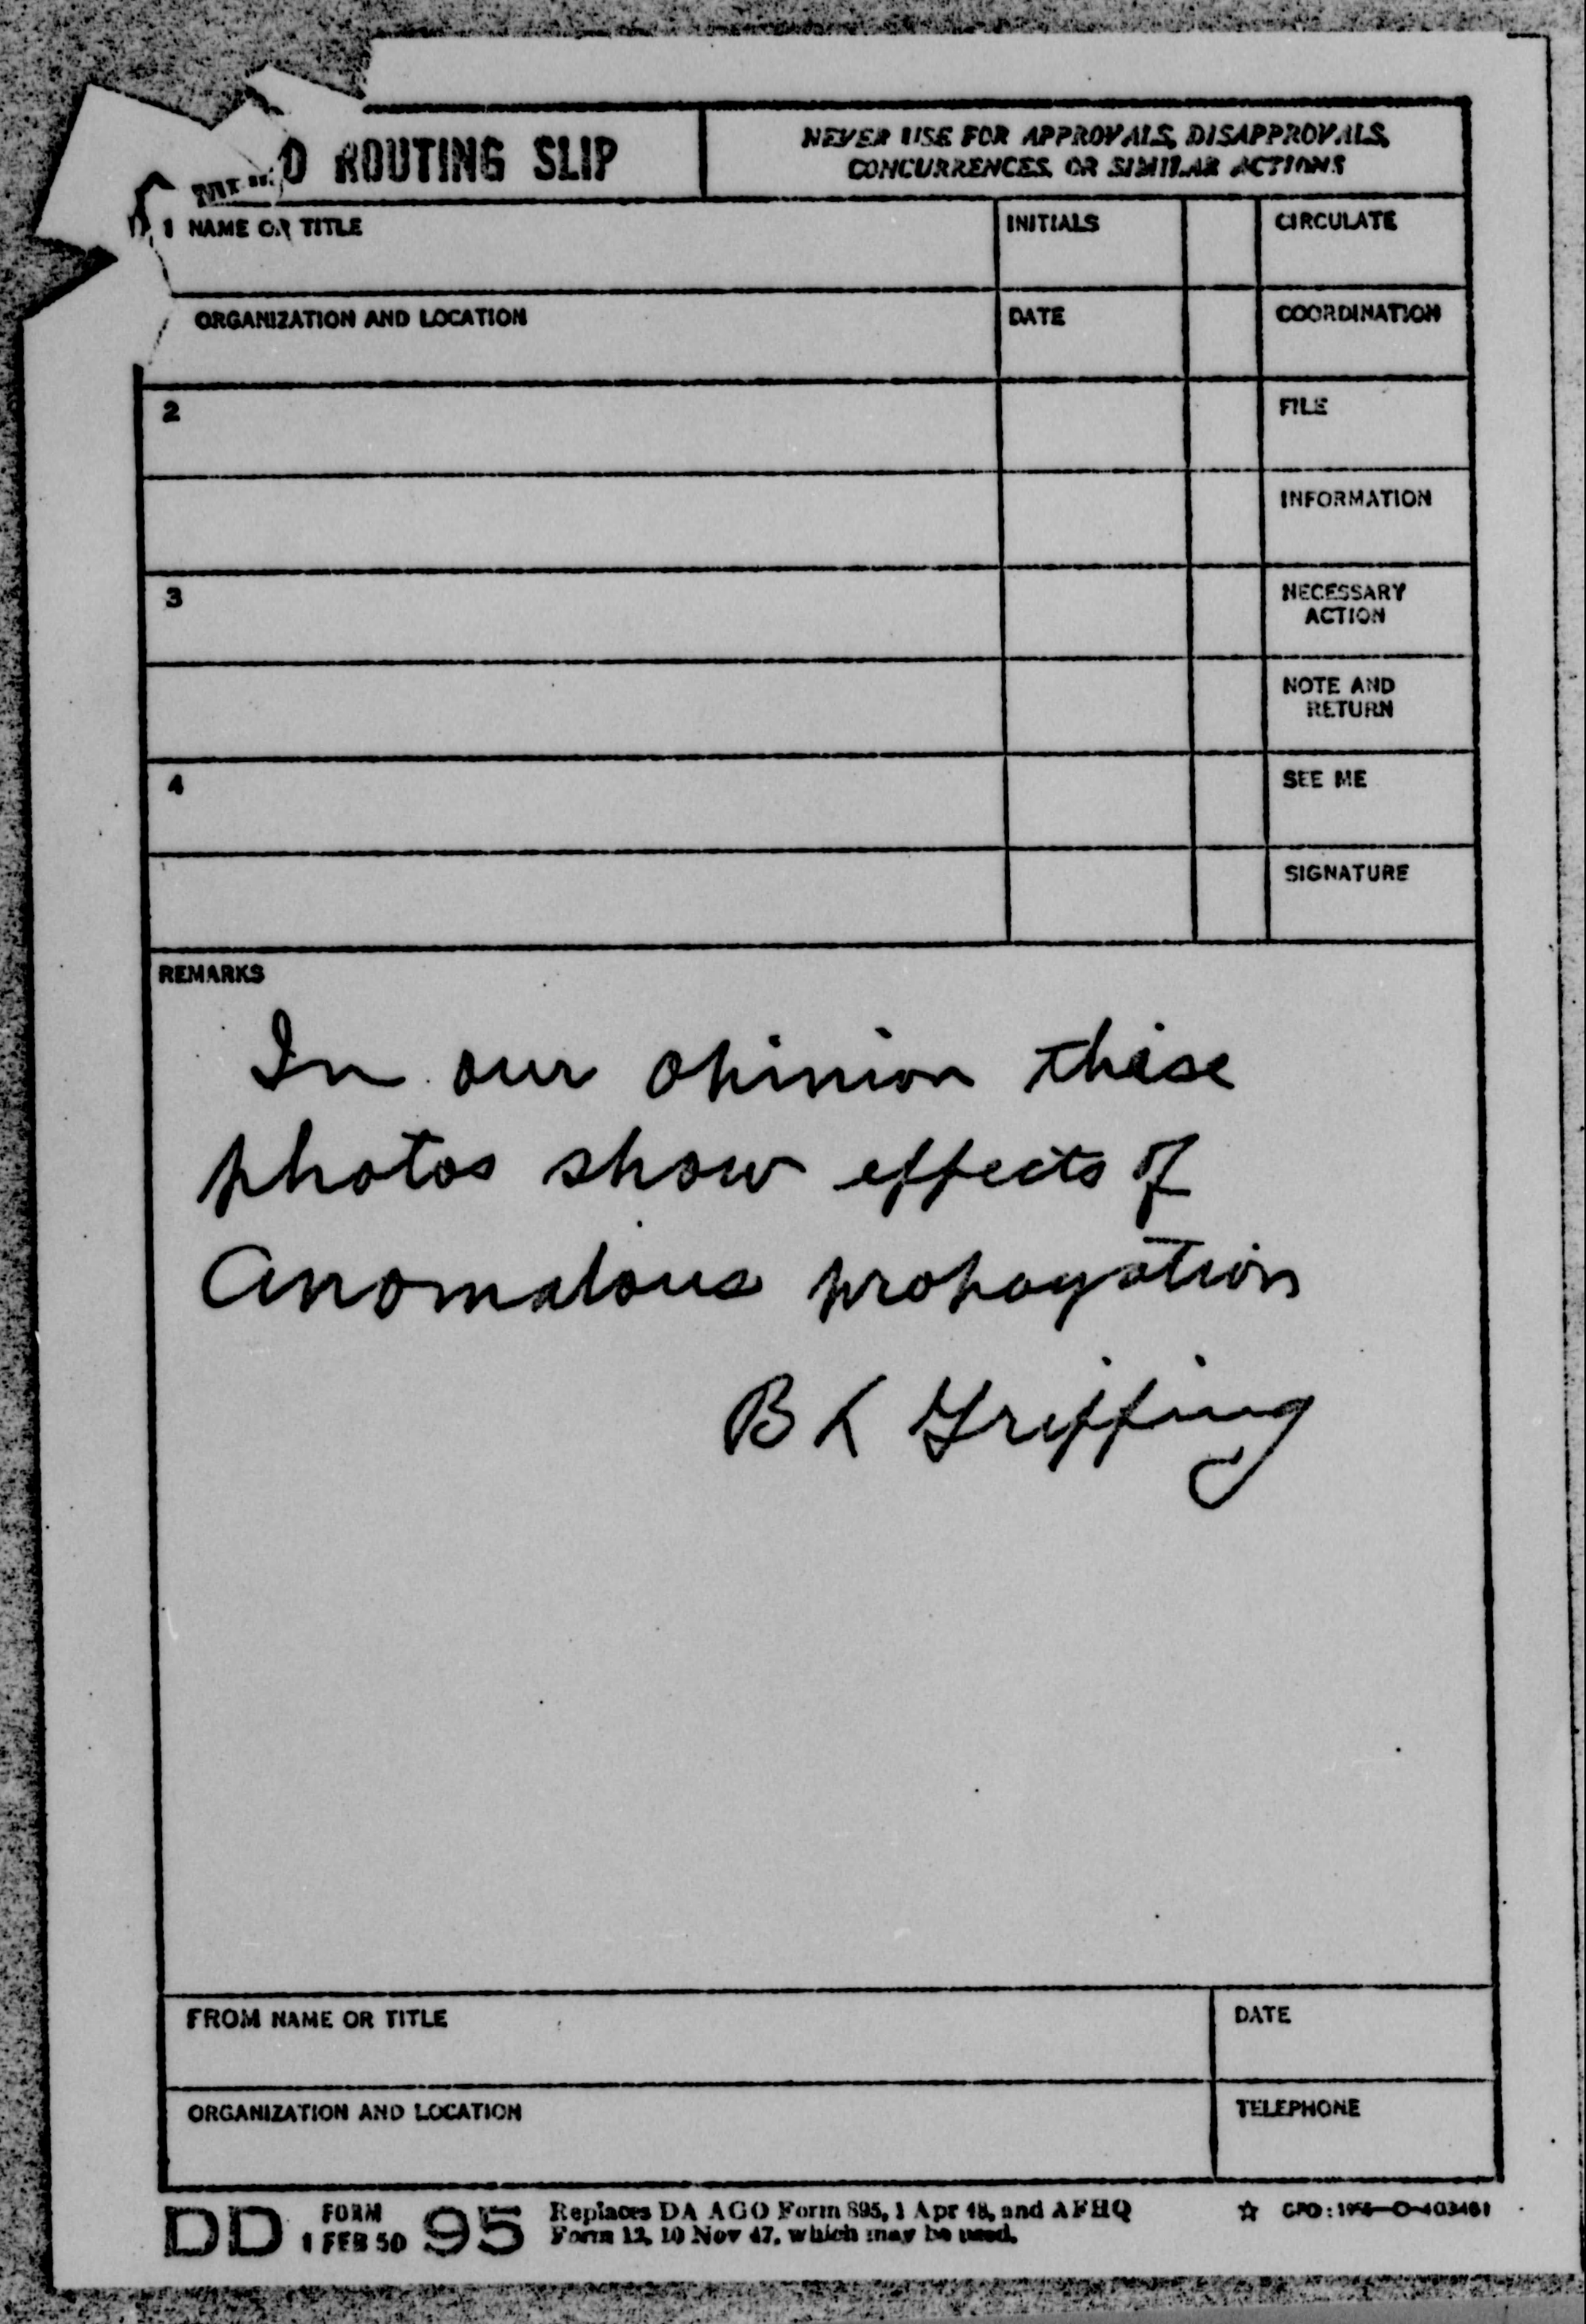 ROUTING SLIP
NEVER USE FOR APPROVALS, DISAPPROVALS,
CONCURRENCES, OR SIMILAR ACTIONS
1 NAME OR TITLE
INITIALS
CIRCULATE
ORGANIZATION AND LOCATION
DATE
COORDINATION
2
FILE
INFORMATION
3
NECESSARY
ACTION
NOTE AND
RETURN
4
SEE ME
SIGNATURE
REMARKS
In our opinion these
photos show effects of
Anomalous propagation
B K Griffing
FROM NAME OR TITLE
DATE
ORGANIZATION AND LOCATION
TELEPHONE
DD FORM 1 FEB 50 95
Replaces DA AGO Form 895, 1 Apr 48, and AFHQ
Form 12, 10 Nov 47, which may be used.
☆ GPO: O-403461